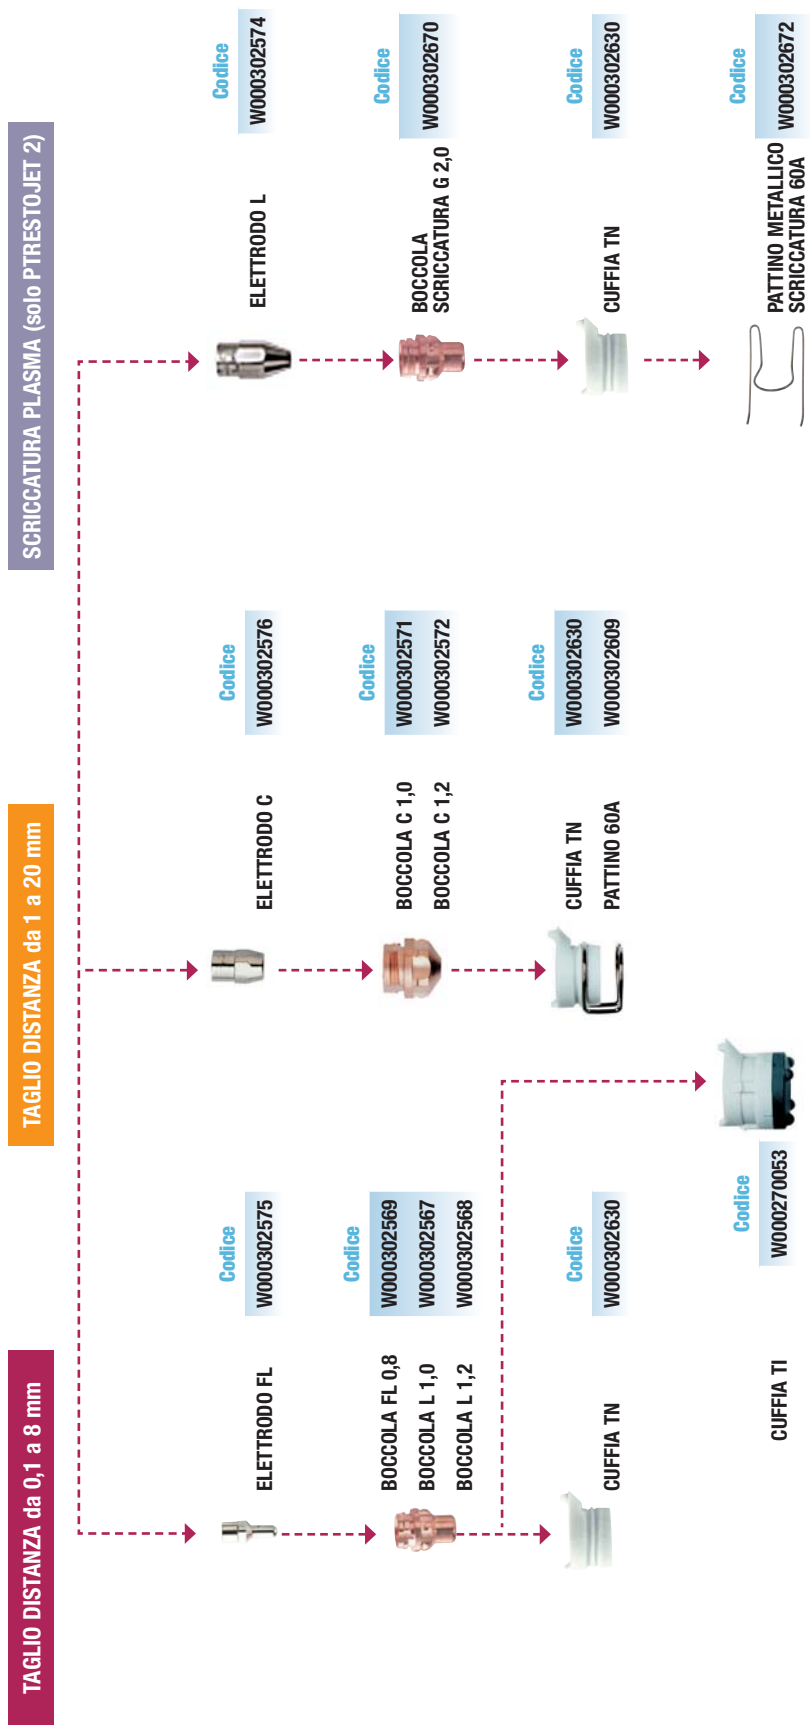 TAGLIO DISTANZA da 0,1 a 8 mm
Codice
ELETTRODO FL W000302575
Codice
BOCCOLA FL 0,8 W000302569
BOCCOLA L 1,0 W000302567
BOCCOLA L 1,2 W000302568
Codice
CUFFIA TN W000302630
Codice
CUFFIA TI W000270053
TAGLIO DISTANZA da 1 a 20 mm
Codice
ELETTRODO C W000302576
Codice
BOCCOLA C 1,0 W000302571
BOCCOLA C 1,2 W000302572
Codice
CUFFIA TN W000302630
PATTINO 60A W000302609
SCRICCATURA PLASMA (solo PTRESTOJET 2)
Codice
ELETTRODO L W000302574
Codice
BOCCOLA
SCRICCATURA G 2,0 W000302670
Codice
CUFFIA TN W000302630
Codice
PATTINO METALLICO
SCRICCATURA 60A W000302672